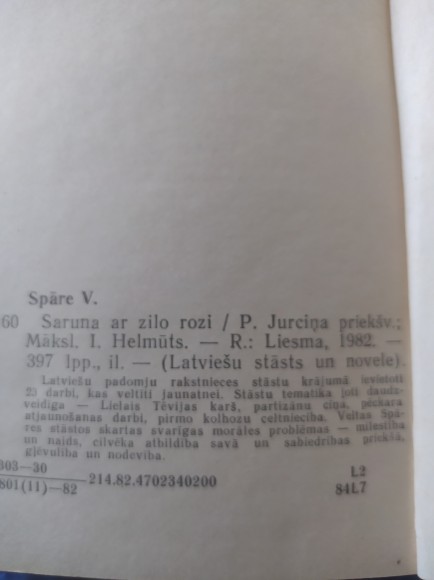 Spāre V.
60 Saruna ar zilo rozi / P. Jurciņa priekšv.;
Māksl. I. Helmūts. — R.: Liesma, 1982. —
397 lpp., il. — (Latviešu stāsts un novele).
Latviešu padomju rakstnieces stāstu krājumā ievietoti
25 darbi, kas veltīti jaunatnei. Stāstu tematika ļoti daudz-
veidīga — Lielais Tēvijas karš, partizānu cīņa, pēckara
atjaunošanas darbi, pirmo kolhozu celtniecība. Veltas Spā-
res stāstos skartas svarīgas morāles problēmas — mīlestība
un naids, cilvēka atbildība savā un sabiedrības priekšā,
gļēvulība un nodevība.
303—30
801(11)—82 214.82.4702340200
L2
84L7